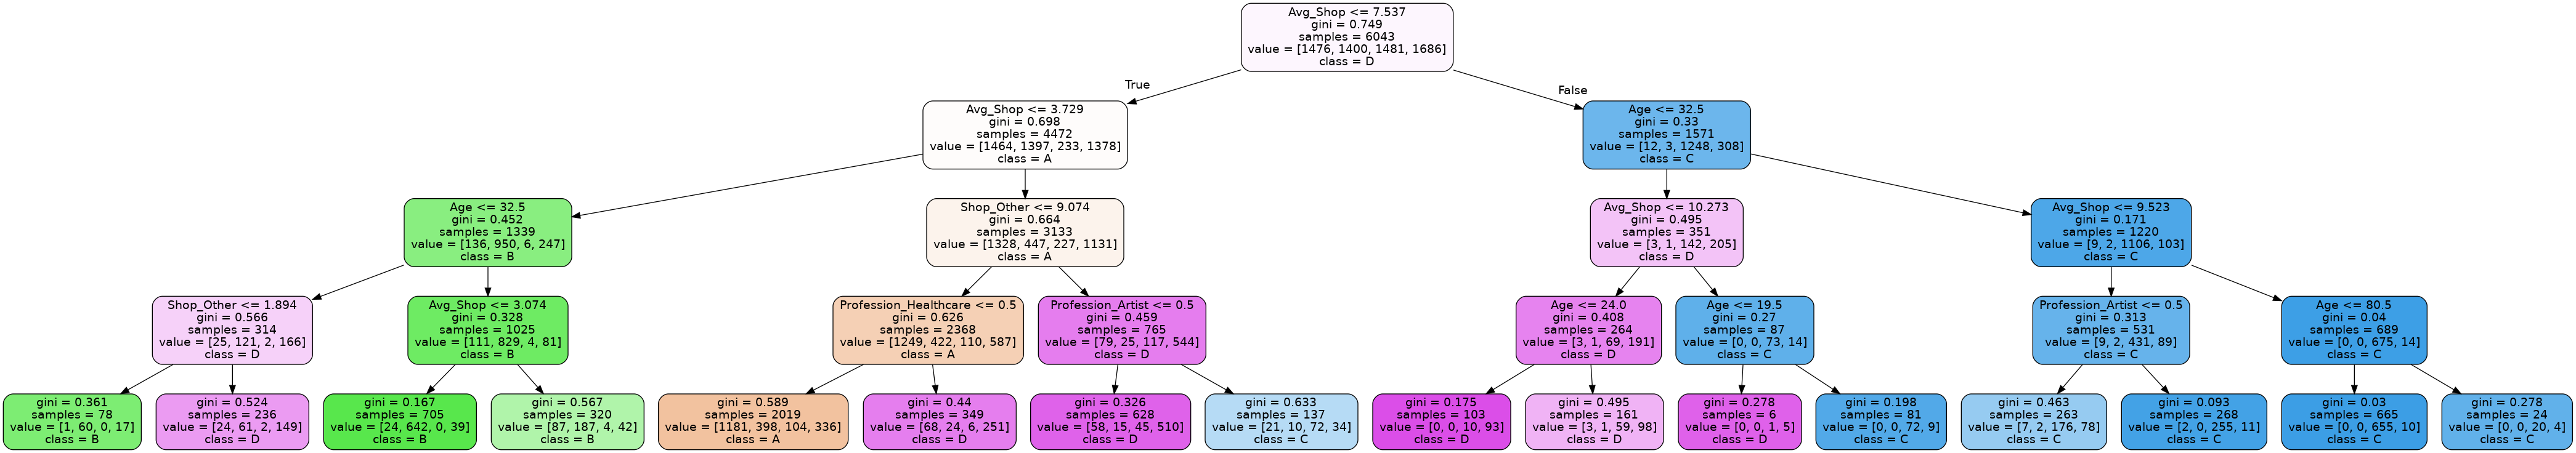 Avg_Shop <= 7.537
gini = 0.749
samples = 6043
value = [1476, 1400, 1481, 1686]
class = D
True
False
Avg_Shop <= 3.729
gini = 0.698
samples = 4472
value = [1464, 1397, 233, 1378]
class = A
Age <= 32.5
gini = 0.33
samples = 1571
value = [12, 3, 1248, 308]
class = C
Age <= 32.5
gini = 0.452
samples = 1339
value = [136, 950, 6, 247]
class = B
Shop_Other <= 9.074
gini = 0.664
samples = 3133
value = [1328, 447, 227, 1131]
class = A
Avg_Shop <= 10.273
gini = 0.495
samples = 351
value = [3, 1, 142, 205]
class = D
Avg_Shop <= 9.523
gini = 0.171
samples = 1220
value = [9, 2, 1106, 103]
class = C
Shop_Other <= 1.894
gini = 0.566
samples = 314
value = [25, 121, 2, 166]
class = D
Avg_Shop <= 3.074
gini = 0.328
samples = 1025
value = [111, 829, 4, 81]
class = B
Profession_Healthcare <= 0.5
gini = 0.626
samples = 2368
value = [1249, 422, 110, 587]
class = A
Profession_Artist <= 0.5
gini = 0.459
samples = 765
value = [79, 25, 117, 544]
class = D
Age <= 24.0
gini = 0.408
samples = 264
value = [3, 1, 69, 191]
class = D
Age <= 19.5
gini = 0.27
samples = 87
value = [0, 0, 73, 14]
class = C
Profession_Artist <= 0.5
gini = 0.313
samples = 531
value = [9, 2, 431, 89]
class = C
Age <= 80.5
gini = 0.04
samples = 689
value = [0, 0, 675, 14]
class = C
gini = 0.361
samples = 78
value = [1, 60, 0, 17]
class = B
gini = 0.524
samples = 236
value = [24, 61, 2, 149]
class = D
gini = 0.167
samples = 705
value = [24, 642, 0, 39]
class = B
gini = 0.567
samples = 320
value = [87, 187, 4, 42]
class = B
gini = 0.589
samples = 2019
value = [1181, 398, 104, 336]
class = A
gini = 0.44
samples = 349
value = [68, 24, 6, 251]
class = D
gini = 0.326
samples = 628
value = [58, 15, 45, 510]
class = D
gini = 0.633
samples = 137
value = [21, 10, 72, 34]
class = C
gini = 0.175
samples = 103
value = [0, 0, 10, 93]
class = D
gini = 0.495
samples = 161
value = [3, 1, 59, 98]
class = D
gini = 0.278
samples = 6
value = [0, 0, 1, 5]
class = D
gini = 0.198
samples = 81
value = [0, 0, 72, 9]
class = C
gini = 0.463
samples = 263
value = [7, 2, 176, 78]
class = C
gini = 0.093
samples = 268
value = [2, 0, 255, 11]
class = C
gini = 0.03
samples = 665
value = [0, 0, 655, 10]
class = C
gini = 0.278
samples = 24
value = [0, 0, 20, 4]
class = C